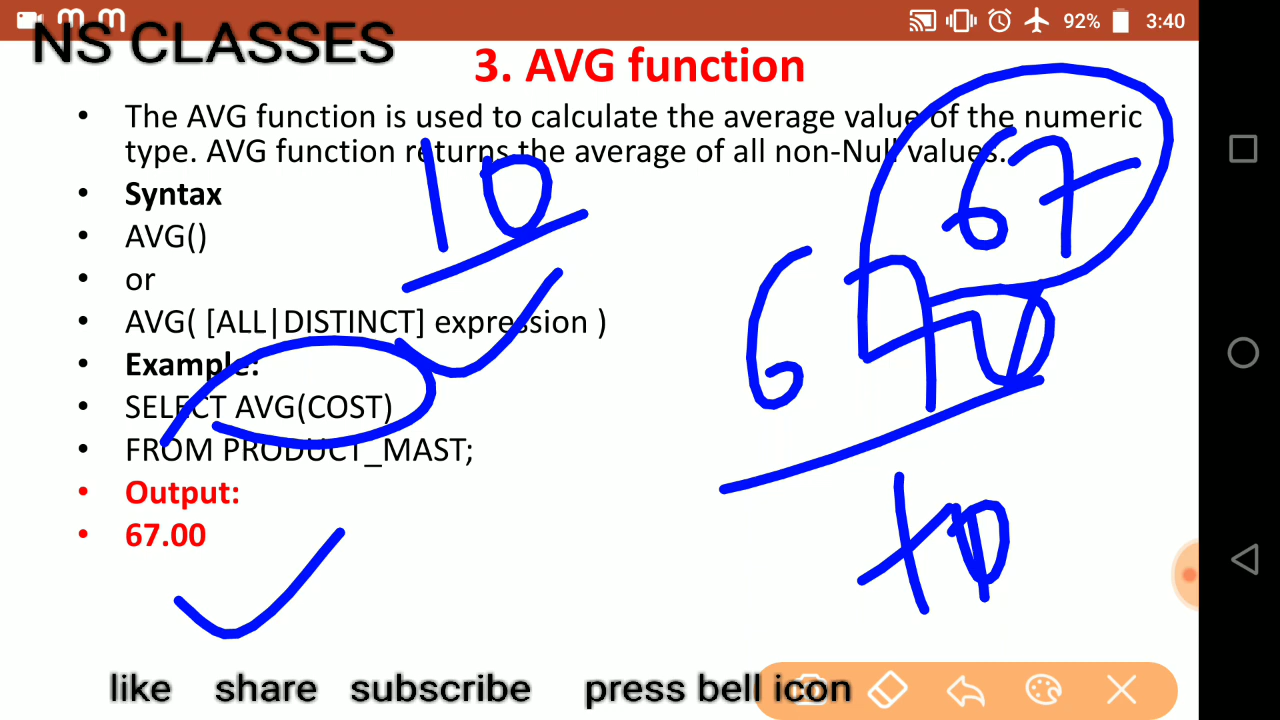 92% 3:40
NS CLASSES
3. AVG function
• The AVG function is used to calculate the average value of the numeric
type. AVG function returns the average of all non-Null values.
• Syntax
• AVG()
• or
• AVG( [ALL|DISTINCT] expression )
• Example:
• SELECT AVG(COST)
• FROM PRODUCT_MAST;
• Output:
• 67.00
10
67
670
10
like share subscribe press bell icon